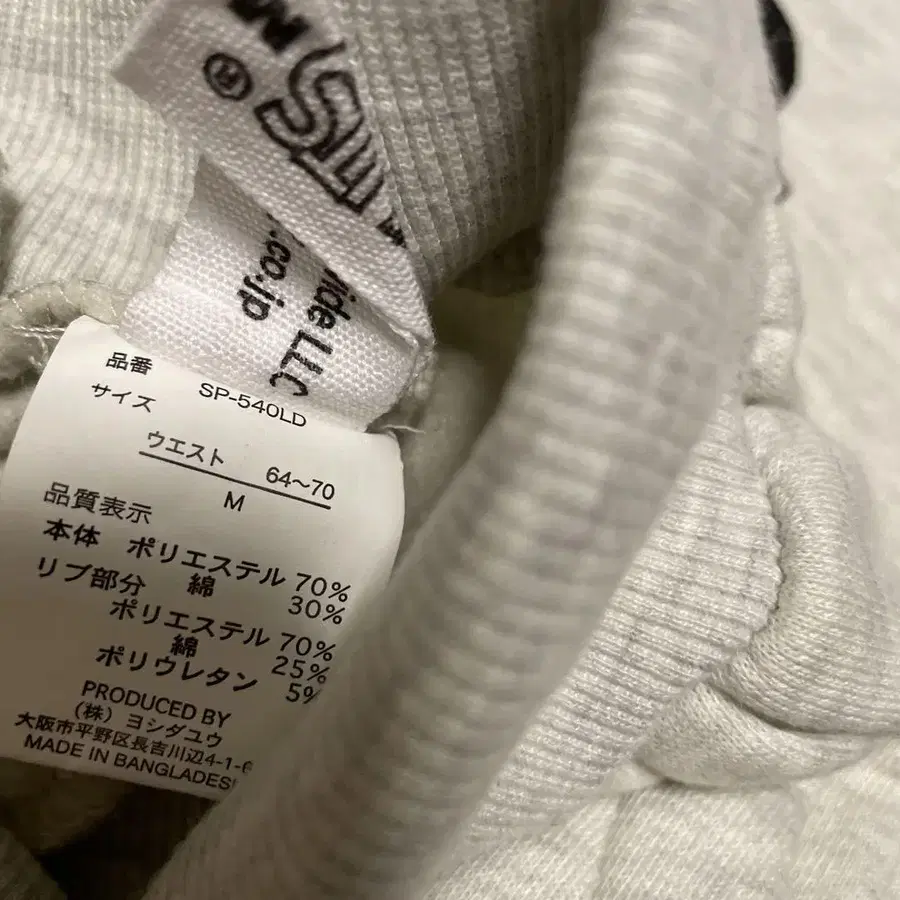 ®
ide LLC
.co.jp
品番
SP-540LD
サイズ
ウエスト 64～70
M
品質表示
本体 ポリエステル 70%
綿 30%
リブ部分
ポリエステル 70%
綿 25%
ポリウレタン 5%
PRODUCED BY
(株) ヨシダユウ
大阪市平野区長吉川辺4-1-6
MADE IN BANGLADES